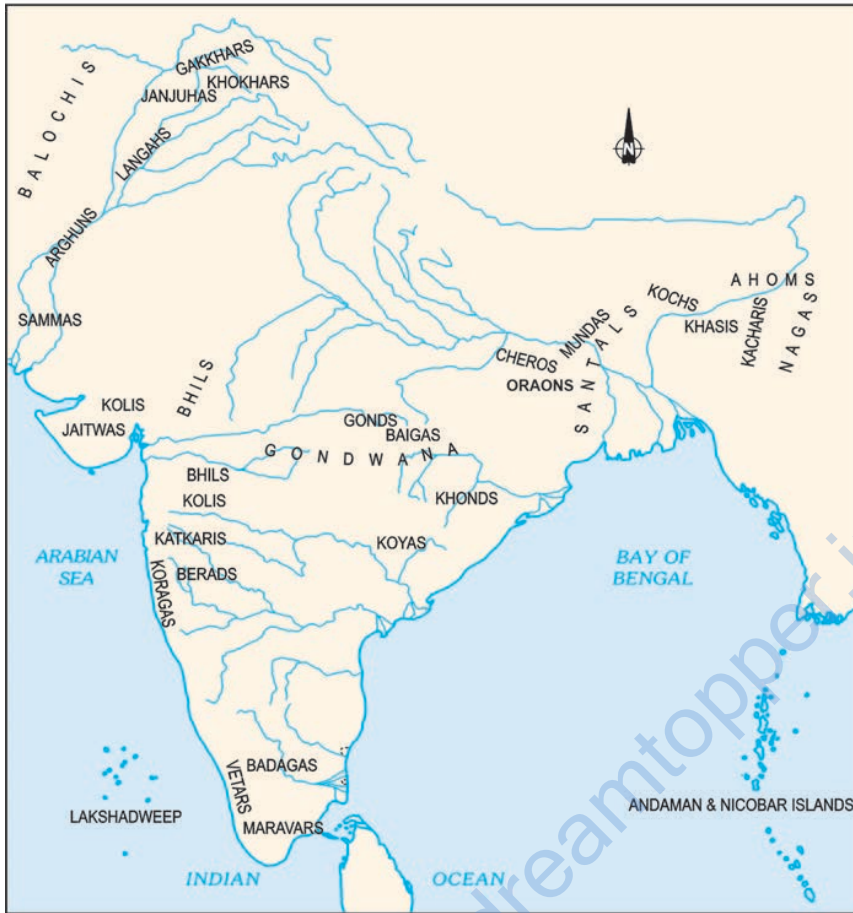 GAKKHARS
KHOKHARS
JANJUHAS
BALOCHIS
LANGAHS
N
ARGHUNS
SAMMAS
AHOMS
KOCHS
KHASIS
KACHARIS
NAGAS
MUNDAS
CHEROS
ORAONS
SANTALS
BHILS
KOLIS
JAITWAS
GONDS
BAIGAS
GONDWANA
BHILS
KOLIS
KHONDS
KATKARIS
KOYAS
BERADS
KORAGAS
ARABIAN
SEA
BAY OF
BENGAL
BADAGAS
VETARS
MARAVARS
LAKSHADWEEP
ANDAMAN & NICOBAR ISLANDS
INDIAN OCEAN
dreamtopper.i